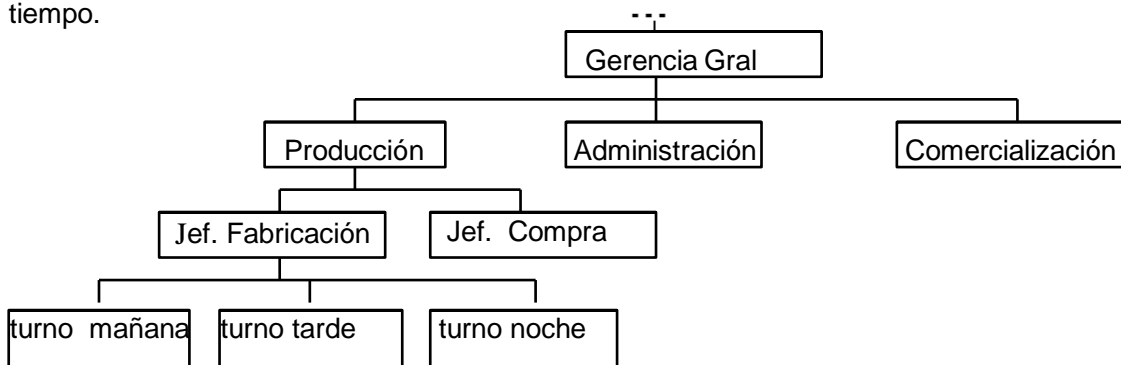 tiempo.
---
Gerencia Gral
Producción
Administración
Comercialización
Jef. Fabricación
Jef. Compra
turno mañana
turno tarde
turno noche